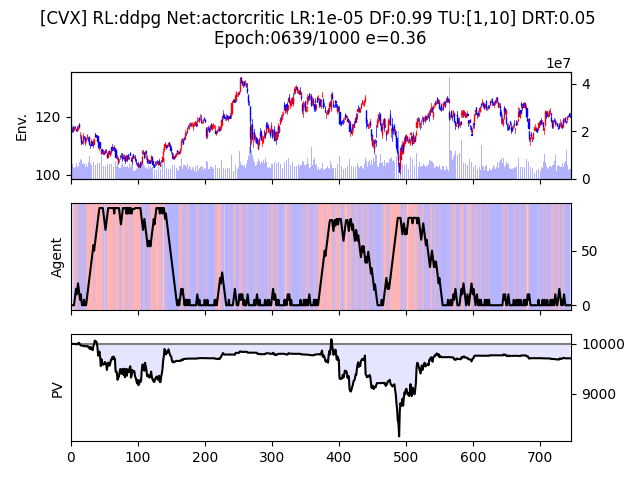 [CVX] RL:ddpg Net:actorcritic LR:1e-05 DF:0.99 TU:[1,10] DRT:0.05
Epoch:0639/1000 e=0.36
1e7
120
100
Env.
4
2
0
Agent
50
0
PV
10000
9000
0 100 200 300 400 500 600 700